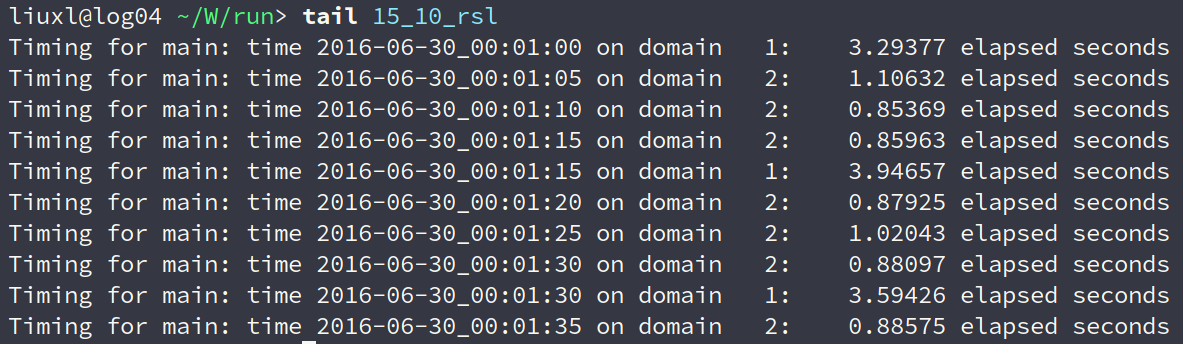 liuxl@log04 ~/W/run> tail 15_10_rsl
Timing for main: time 2016-06-30_00:01:00 on domain   1:    3.29377 elapsed seconds
Timing for main: time 2016-06-30_00:01:05 on domain   2:    1.10632 elapsed seconds
Timing for main: time 2016-06-30_00:01:10 on domain   2:    0.85369 elapsed seconds
Timing for main: time 2016-06-30_00:01:15 on domain   2:    0.85963 elapsed seconds
Timing for main: time 2016-06-30_00:01:15 on domain   1:    3.94657 elapsed seconds
Timing for main: time 2016-06-30_00:01:20 on domain   2:    0.87925 elapsed seconds
Timing for main: time 2016-06-30_00:01:25 on domain   2:    1.02043 elapsed seconds
Timing for main: time 2016-06-30_00:01:30 on domain   2:    0.88097 elapsed seconds
Timing for main: time 2016-06-30_00:01:30 on domain   1:    3.59426 elapsed seconds
Timing for main: time 2016-06-30_00:01:35 on domain   2:    0.88575 elapsed seconds